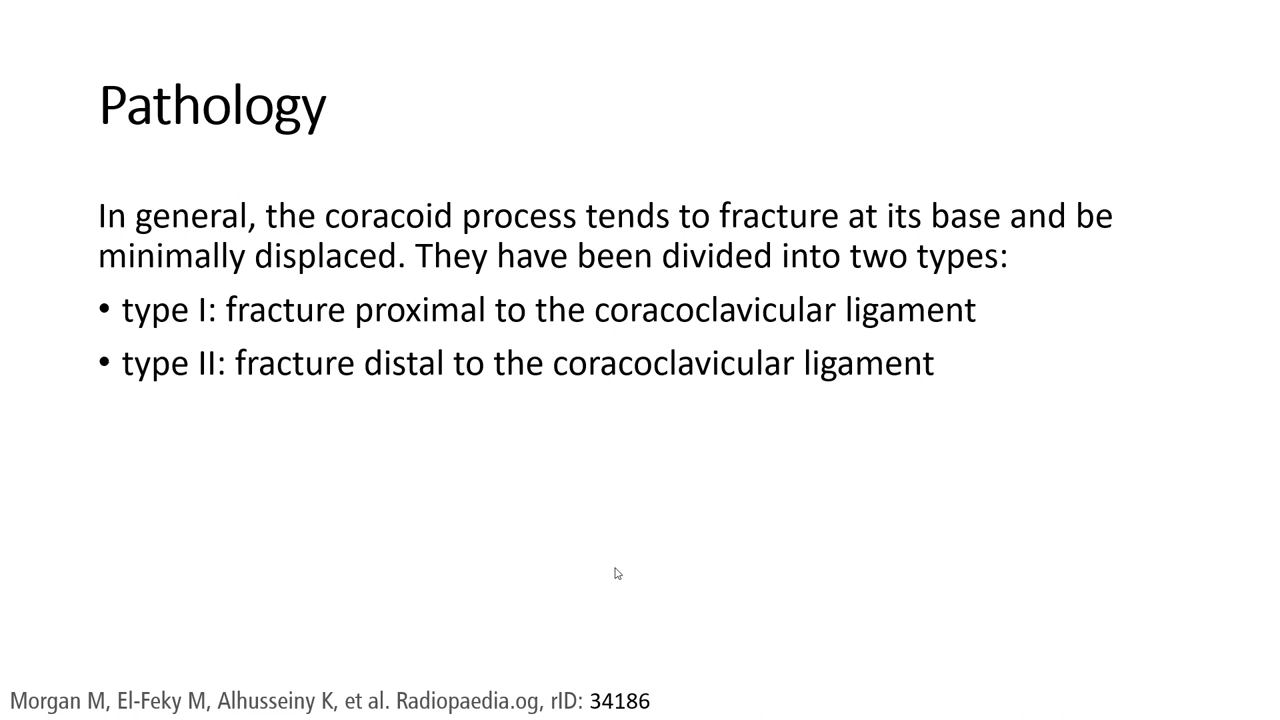 Pathology
In general, the coracoid process tends to fracture at its base and be
minimally displaced. They have been divided into two types:
• type I: fracture proximal to the coracoclavicular ligament
• type II: fracture distal to the coracoclavicular ligament
Morgan M, El-Feky M, Alhusseiny K, et al. Radiopaedia.og, rID: 34186